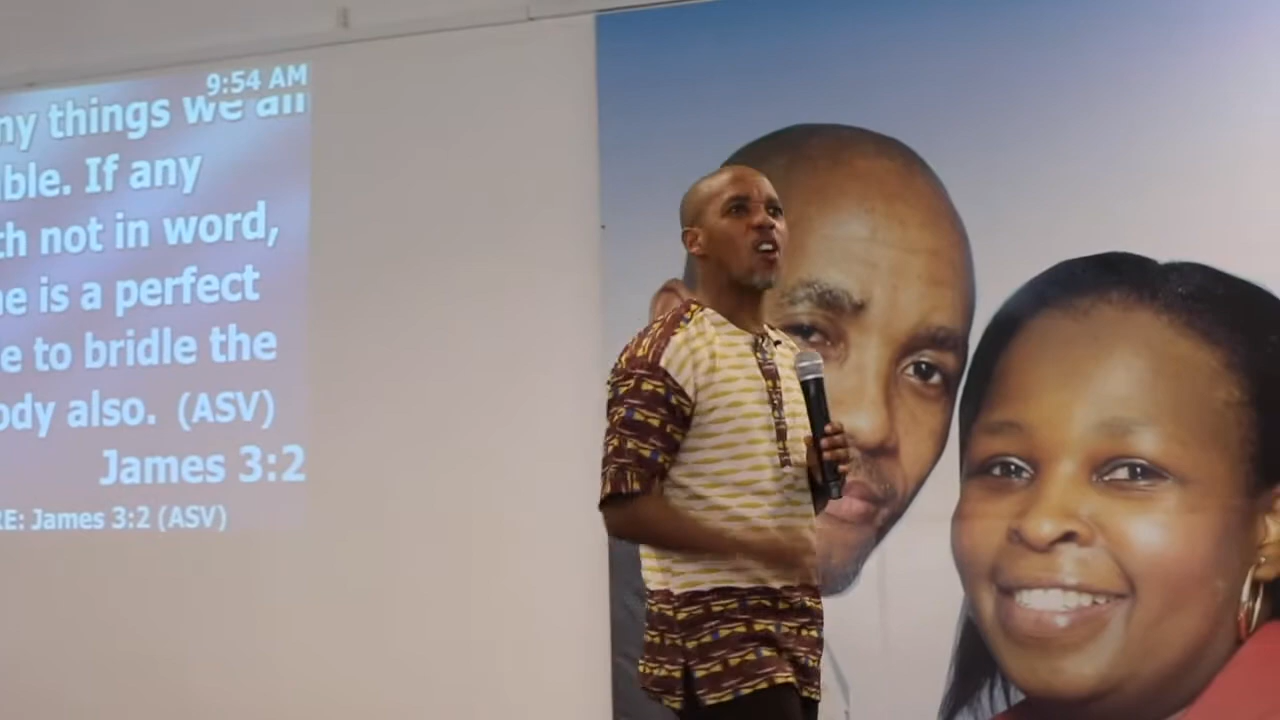 9:54 AM
ny things we all
ble. If any
th not in word,
e is a perfect
e to bridle the
ody also. (ASV)
James 3:2
RE: James 3:2 (ASV)